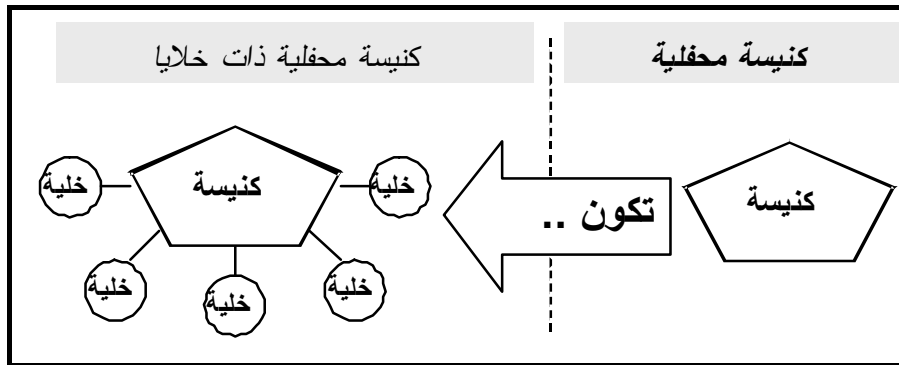 كنيسة محفلية
كنيسة محفلية ذات خلايا
كنيسة
تكون ..
كنيسة
خلية
خلية
خلية
خلية
خلية